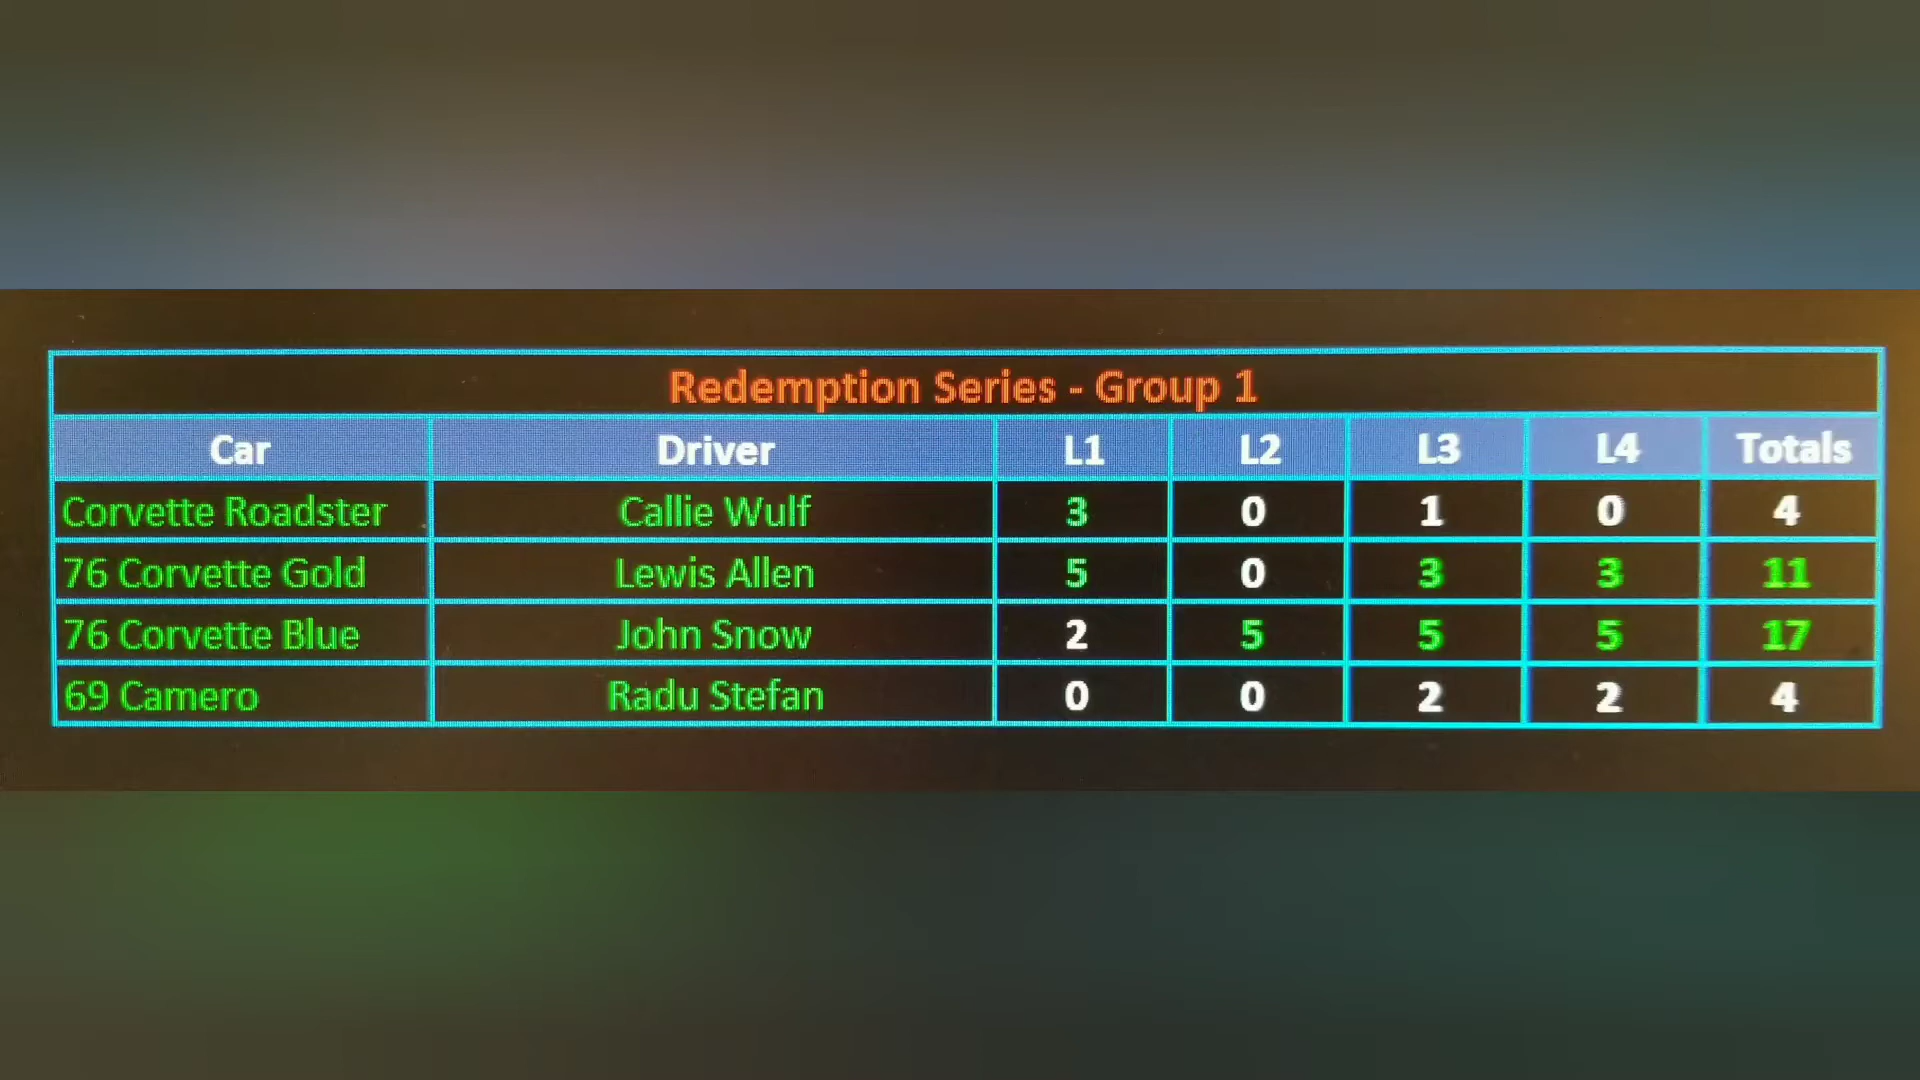 Redemption Series - Group 1
Car Driver L1 L2 L3 L4 Totals
Corvette Roadster Callie Wulf 3 0 1 0 4
76 Corvette Gold Lewis Allen 5 0 3 3 11
76 Corvette Blue John Snow 2 5 5 5 17
69 Camero Radu Stefan 0 0 2 2 4